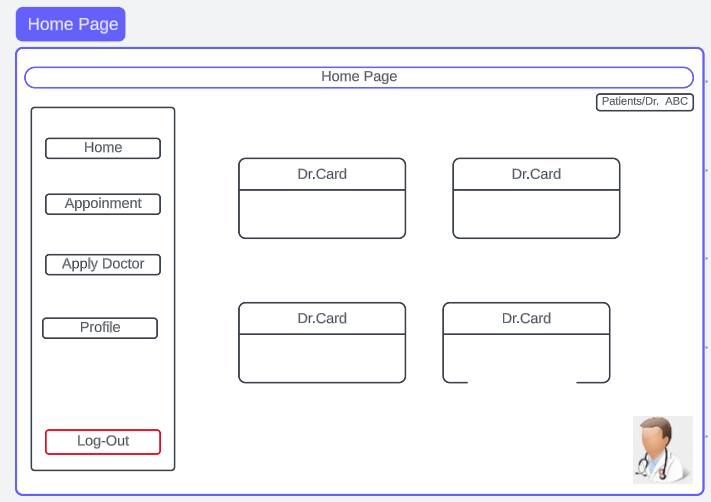 Home Page
Home Page
Patients/Dr. ABC
Home
Appoinment
Apply Doctor
Profile
Log-Out
Dr.Card
Dr.Card
Dr.Card
Dr.Card